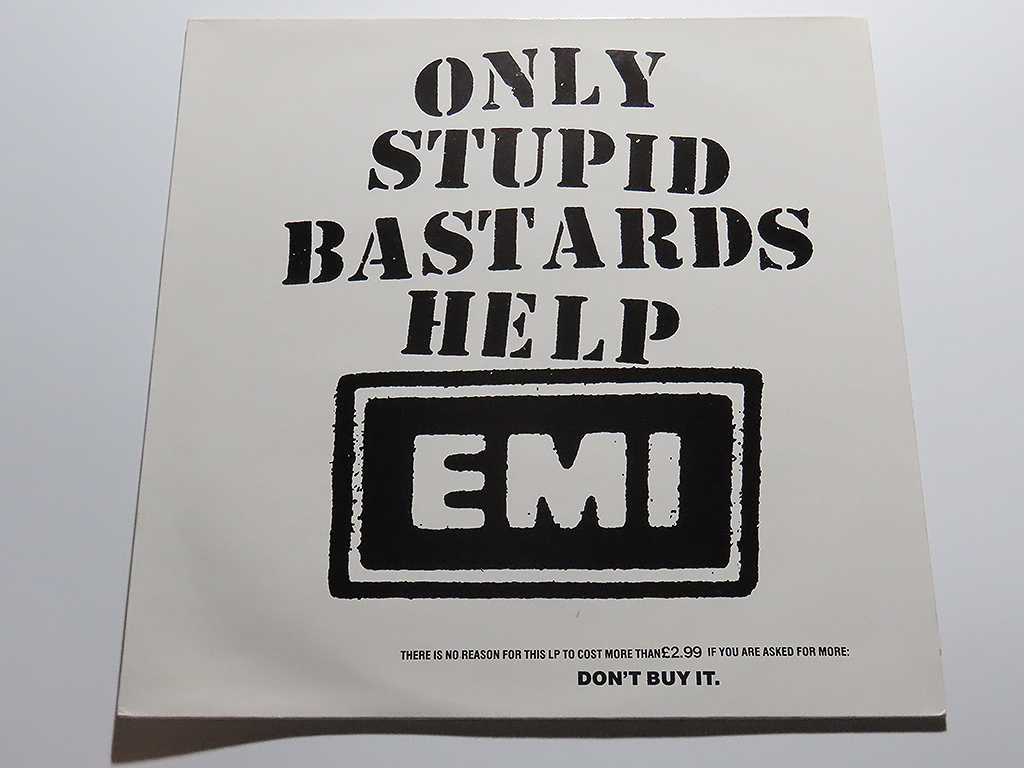 ONLY
STUPID
BASTARDS
HELP
EMI
THERE IS NO REASON FOR THIS LP TO COST MORE THAN £2.99 IF YOU ARE ASKED FOR MORE:
DON'T BUY IT.